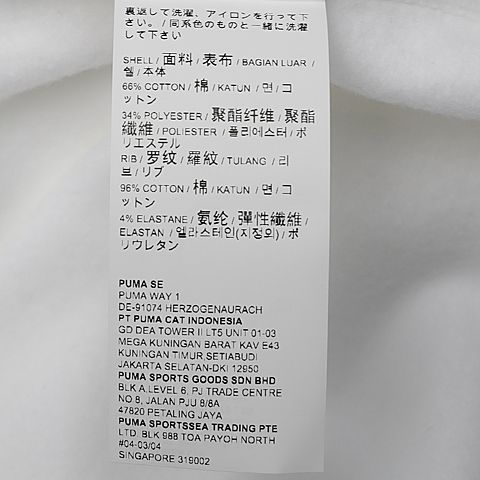 裏返して洗濯、アイロンを行って下
さい。/ 同系色のものと一緒に洗濯
して下さい
SHELL / 面料 / 表布 / BAGIAN LUAR /
쉘 / 本体
66% COTTON / 棉 / KATUN / 면 / コ
ットン
34% POLYESTER / 聚酯纤维 / 聚酯
纖維 / POLIESTER / 폴리에스터 / ポ
リエステル
RIB / 罗纹 / 羅紋 / TULANG / 리
브 / リブ
96% COTTON / 棉 / KATUN / 면 / コ
ットン
4% ELASTANE / 氨纶 / 彈性纖維 /
ELASTAN / 엘라스테인(지정외) / ポ
リウレタン
PUMA SE
PUMA WAY 1
DE-91074 HERZOGENAURACH
PT PUMA CAT INDONESIA
GD DEA TOWER II LT5 UNIT 01-03
MEGA KUNINGAN BARAT KAV.E43
KUNINGAN TIMUR,SETIABUDI
JAKARTA SELATAN-DKI 12950
PUMA SPORTS GOODS SDN BHD
BLK A,LEVEL 6, PJ TRADE CENTRE
NO 8, JALAN PJU 8/8A
47820 PETALING JAYA
PUMA SPORTSSEA TRADING PTE
LTD. BLK 988 TOA PAYOH NORTH
#04-03/04
SINGAPORE 319002